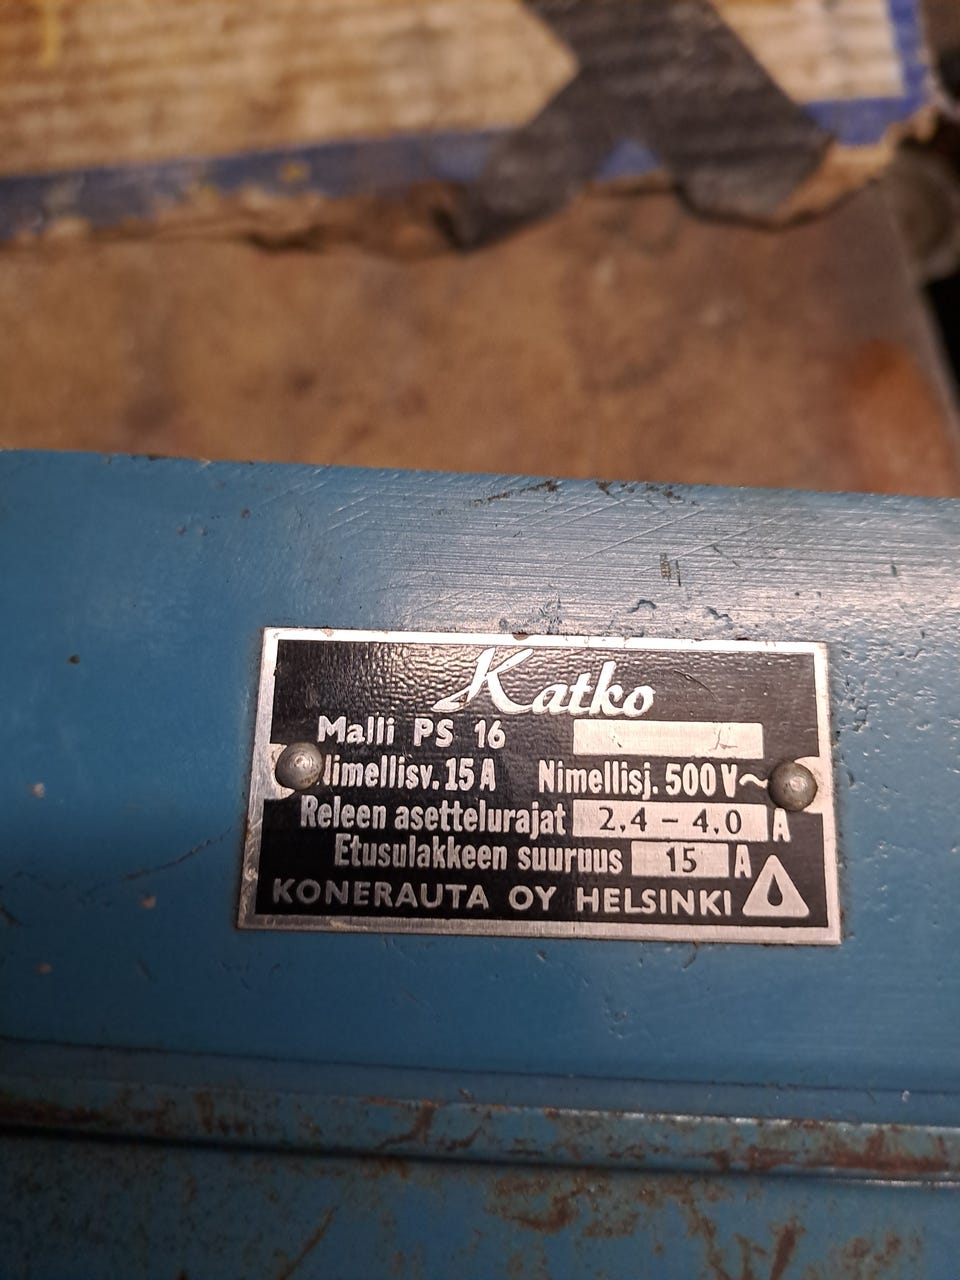 Katko
Malli PS 16
imellisv. 15 A Nimellisj. 500 V~
Releen asettelurajat 2,4 - 4,0 A
Etusulakkeen suuruus 15 A
KONERAUTA OY HELSINKI